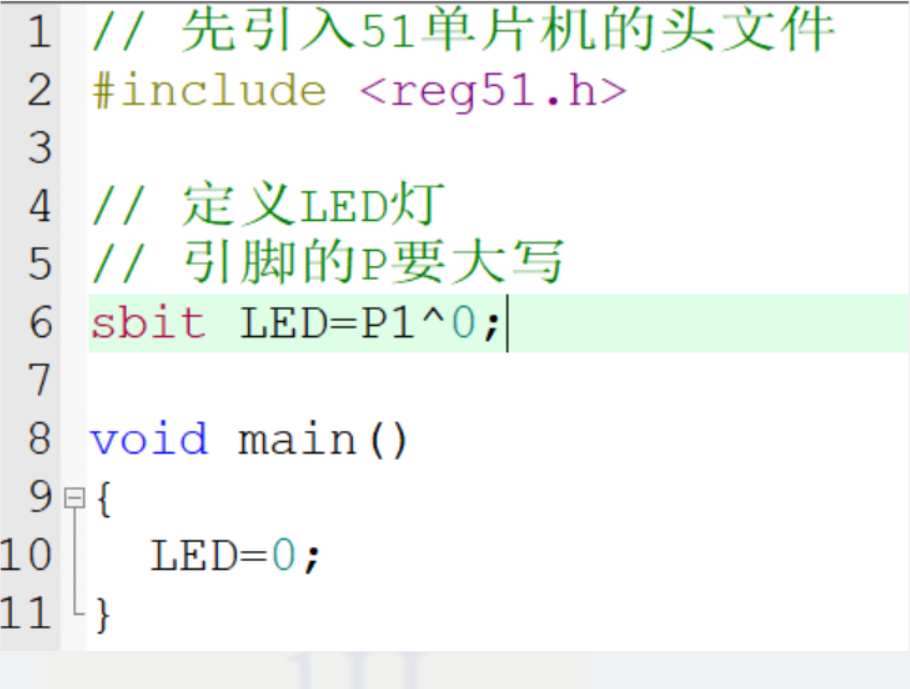 1 // 先引入51单片机的头文件
2 #include <reg51.h>
3
4 // 定义LED灯
5 // 引脚的P要大写
6 sbit LED=P1^0;
7
8 void main()
9 {
10 LED=0;
11 }